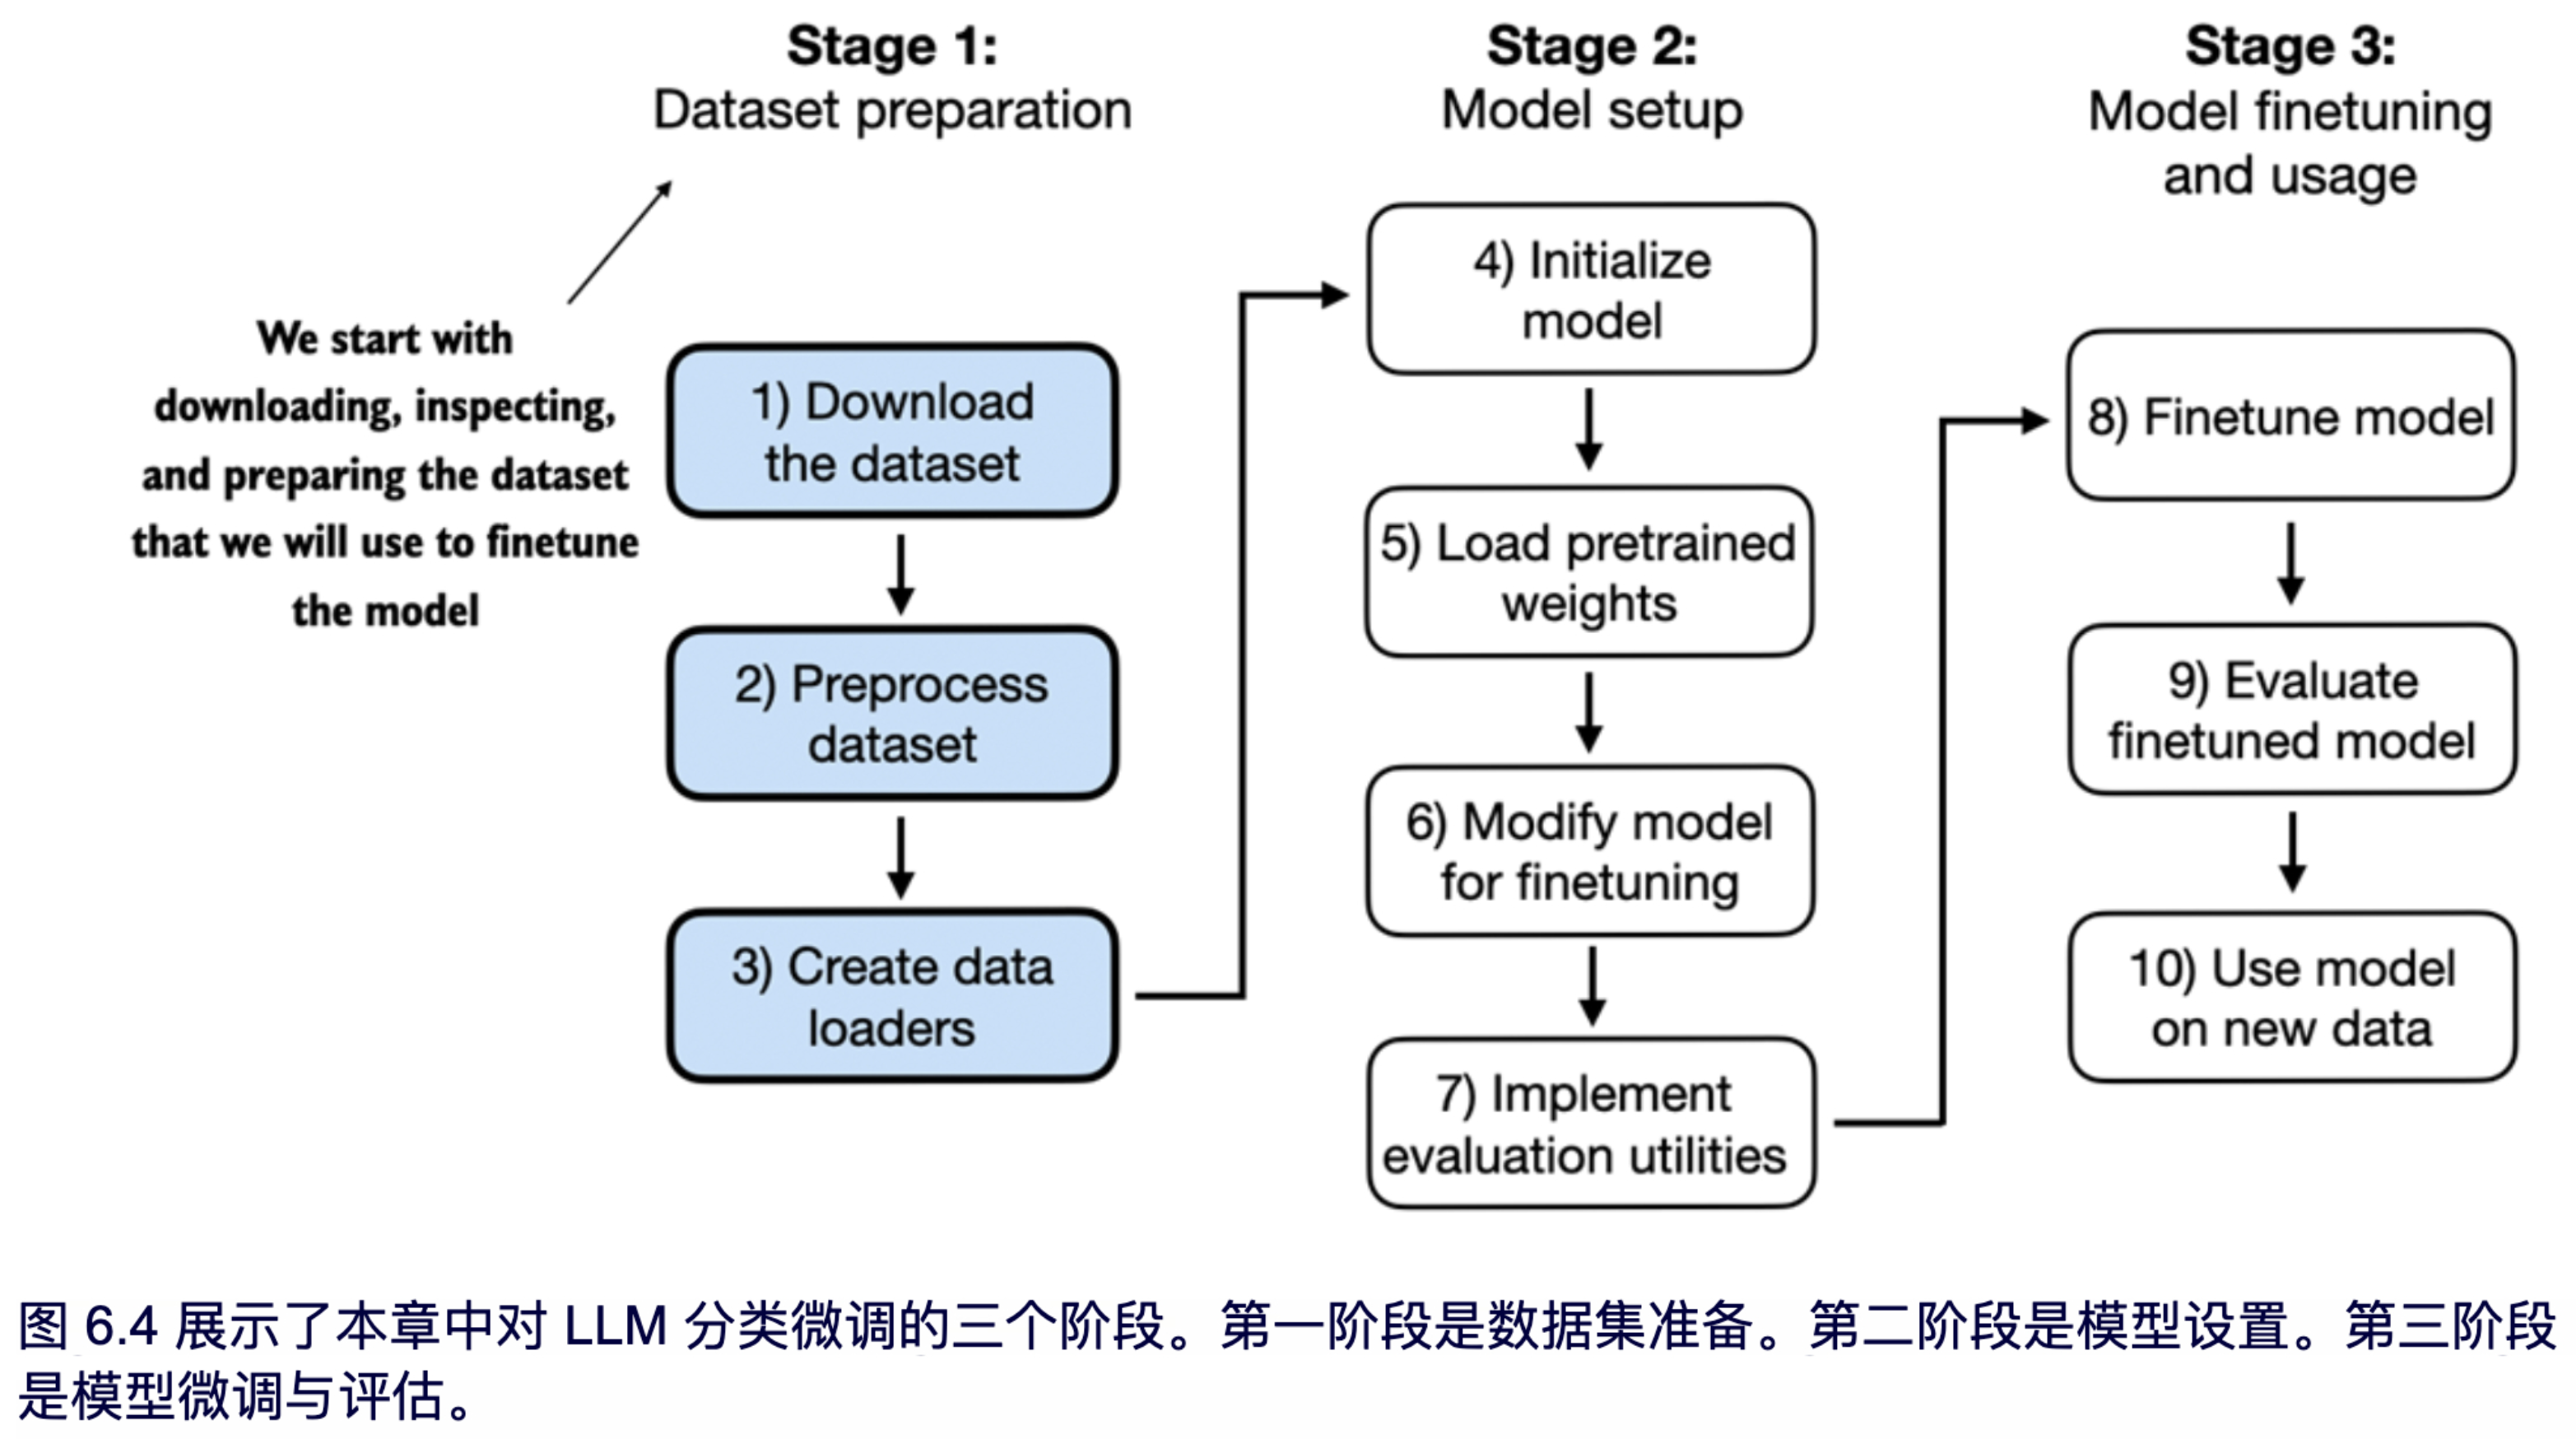 Stage 1:
Dataset preparation
We start with
downloading, inspecting,
and preparing the dataset
that we will use to finetune
the model
1) Download
the dataset
2) Preprocess
dataset
3) Create data
loaders
Stage 2:
Model setup
4) Initialize
model
5) Load pretrained
weights
6) Modify model
for finetuning
7) Implement
evaluation utilities
Stage 3:
Model finetuning
and usage
8) Finetune model
9) Evaluate
finetuned model
10) Use model
on new data
图 6.4 展示了本章中对 LLM 分类微调的三个阶段。第一阶段是数据集准备。第二阶段是模型设置。第三阶段
是模型微调与评估。